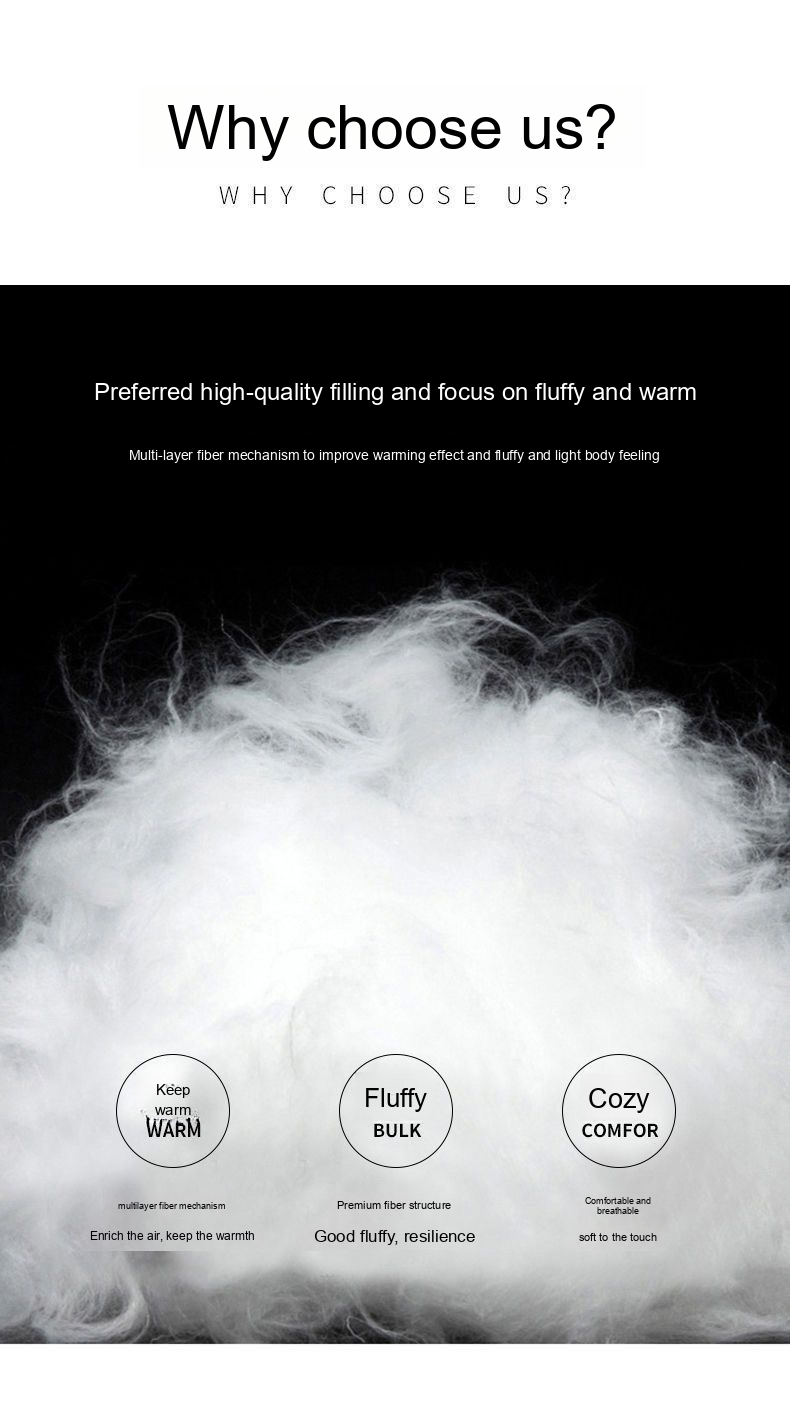 Why choose us?
WHY CHOOSE US?
Preferred high-quality filling and focus on fluffy and warm
Multi-layer fiber mechanism to improve warming effect and fluffy and light body feeling
Keep
warm
WARM
Fluffy
BULK
Cozy
COMFOR
multilayer fiber mechanism
Enrich the air, keep the warmth
Premium fiber structure
Good fluffy, resilience
Comfortable and
breathable
soft to the touch